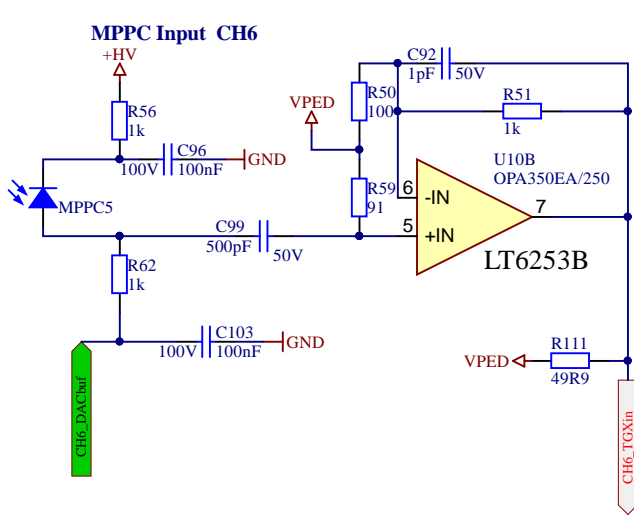 MPPC Input CH6
+HV
R56
1k
C96
100V
100nF
GND
MPPC5
C99
500pF
50V
R62
1k
C103
100V
100nF
GND
CH6_DACbuf
VPED
R50
100
R59
91
C92
1pF
50V
R51
1k
U10B
OPA350EA/250
6
-IN
5
+IN
7
LT6253B
VPED
R111
49R9
CH6_TGXin